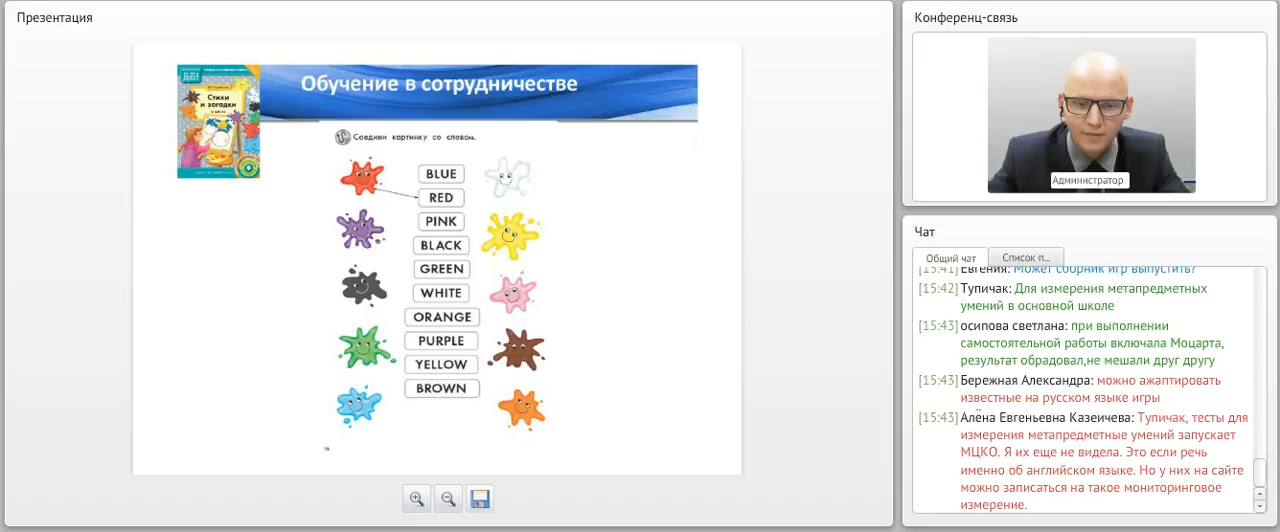 Презентация
ДО!
Стихи
и загадки
Обучение в сотрудничестве
Соедини картинку со словом.
BLUE
RED
PINK
BLACK
GREEN
WHITE
ORANGE
PURPLE
YELLOW
BROWN
16
Конференц-связь
Администратор
Чат
Общий чат
Список п...
[15:41] Евгения: Может сборник игр выпустить?
[15:42] Тупичак: Для измерения метапредметных
умений в основной школе
[15:43] осипова светлана: при выполнении
самостоятельной работы включала Моцарта,
результат обрадовал,не мешали друг другу
[15:43] Бережная Александра: можно ажаптировать
известные на русском языке игры
[15:43] Алёна Евгеньевна Казеичева: Тупичак, тесты для
измерения метапредметные умений запускает
МЦКО. Я их еще не видела. Это если речь
именно об английском языке. Но у них на сайте
можно записаться на такое мониторинговое
измерение.